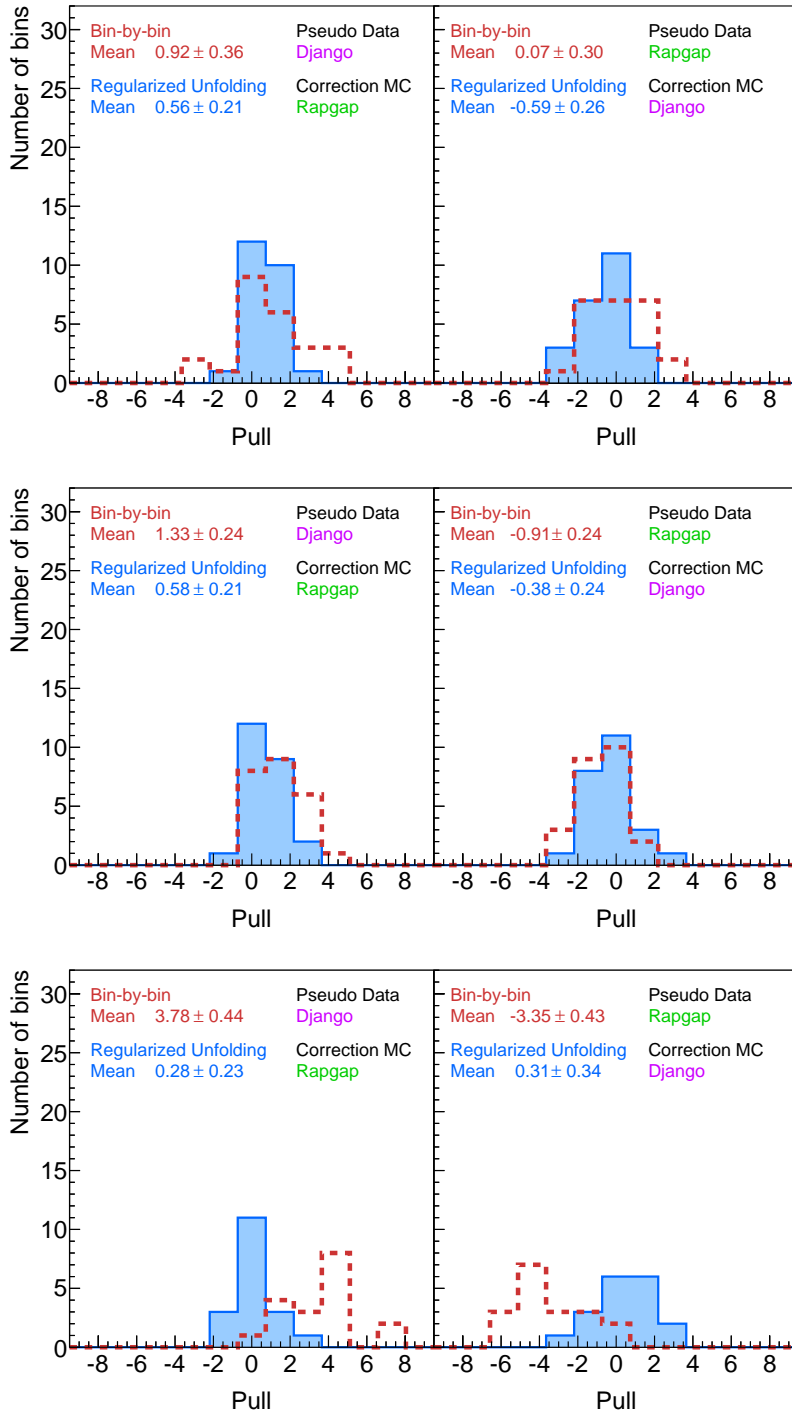 Number of bins
30
25
20
15
10
5
0
Bin-by-bin
Mean 0.92 ± 0.36
Regularized Unfolding
Mean 0.56 ± 0.21
Pseudo Data
Django
Correction MC
Rapgap
-8 -6 -4 -2 0 2 4 6 8
Pull
Bin-by-bin
Mean 0.07 ± 0.30
Regularized Unfolding
Mean -0.59 ± 0.26
Pseudo Data
Rapgap
Correction MC
Django
-8 -6 -4 -2 0 2 4 6 8
Pull
Number of bins
30
25
20
15
10
5
0
Bin-by-bin
Mean 1.33 ± 0.24
Regularized Unfolding
Mean 0.58 ± 0.21
Pseudo Data
Django
Correction MC
Rapgap
-8 -6 -4 -2 0 2 4 6 8
Pull
Bin-by-bin
Mean -0.91 ± 0.24
Regularized Unfolding
Mean -0.38 ± 0.24
Pseudo Data
Rapgap
Correction MC
Django
-8 -6 -4 -2 0 2 4 6 8
Pull
Number of bins
30
25
20
15
10
5
0
Bin-by-bin
Mean 3.78 ± 0.44
Regularized Unfolding
Mean 0.28 ± 0.23
Pseudo Data
Django
Correction MC
Rapgap
-8 -6 -4 -2 0 2 4 6 8
Pull
Bin-by-bin
Mean -3.35 ± 0.43
Regularized Unfolding
Mean 0.31 ± 0.34
Pseudo Data
Rapgap
Correction MC
Django
-8 -6 -4 -2 0 2 4 6 8
Pull